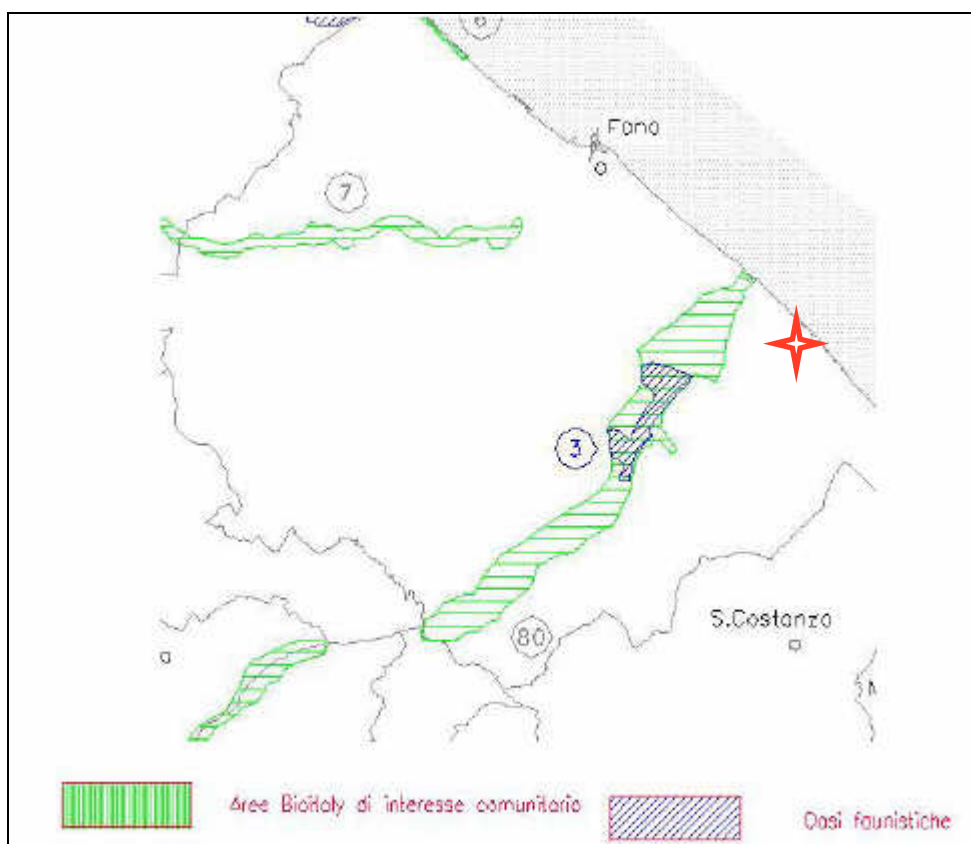 Fano
7
3
80
S.Costanzo
Aree BioItaly di interesse comunitario
Oasi faunistiche